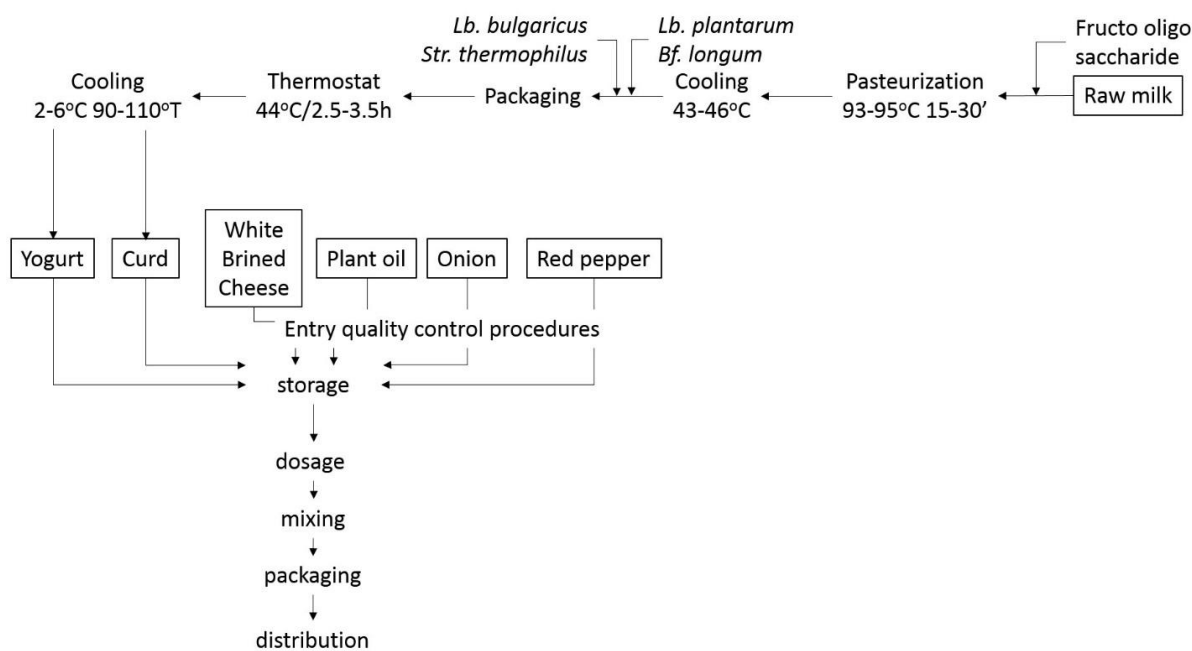 Lb. bulgaricus
Str. thermophilus
Lb. plantarum
Bf. longum
Fructo oligo
saccharide
Cooling
2-6°C 90-110°T
Thermostat
44°C/2.5-3.5h
Packaging
Cooling
43-46°C
Pasteurization
93-95°C 15-30’
Raw milk
Yogurt
Curd
White
Brined
Cheese
Plant oil
Onion
Red pepper
Entry quality control procedures
storage
dosage
mixing
packaging
distribution